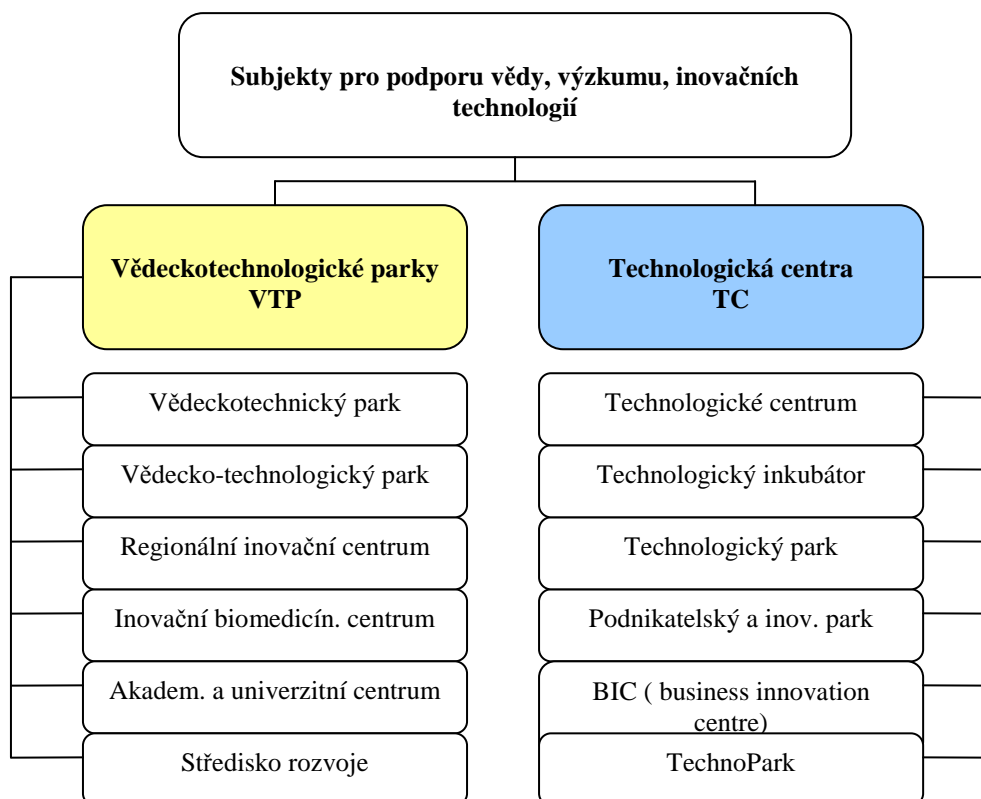 Subjekty pro podporu vědy, výzkumu, inovačních
technologií
Vědeckotechnologické parky
VTP
Technologická centra
TC
Vědeckotechnický park
Vědecko-technologický park
Regionální inovační centrum
Inovační biomedicín. centrum
Akadem. a univerzitní centrum
Středisko rozvoje
Technologické centrum
Technologický inkubátor
Technologický park
Podnikatelský a inov. park
BIC ( business innovation
centre)
TechnoPark